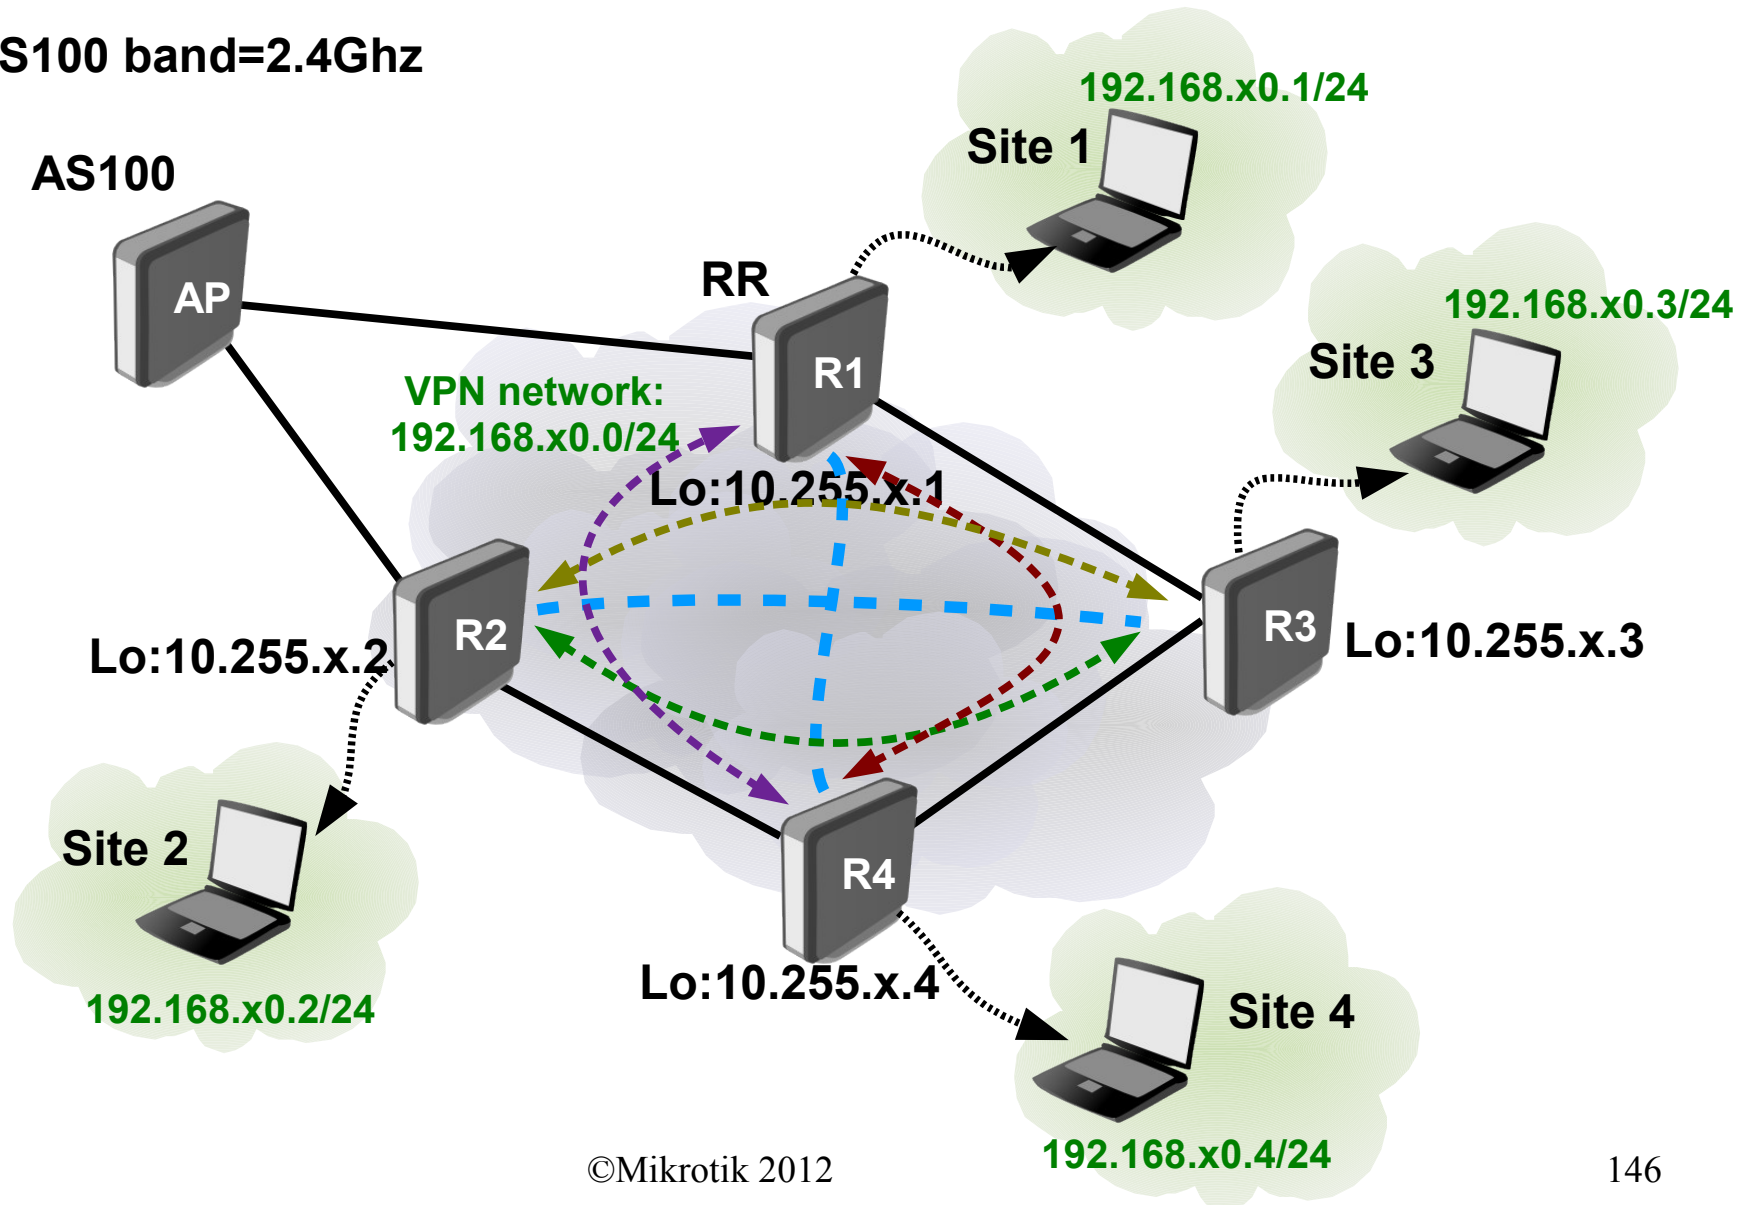 S100 band=2.4Ghz
192.168.x0.1/24
Site 1
AS100
AP
RR
R1
192.168.x0.3/24
Site 3
VPN network:
192.168.x0.0/24
Lo:10.255.x.1
R2
Lo:10.255.x.2
R3
Lo:10.255.x.3
Site 2
192.168.x0.2/24
R4
Lo:10.255.x.4
Site 4
192.168.x0.4/24
©Mikrotik 2012
146